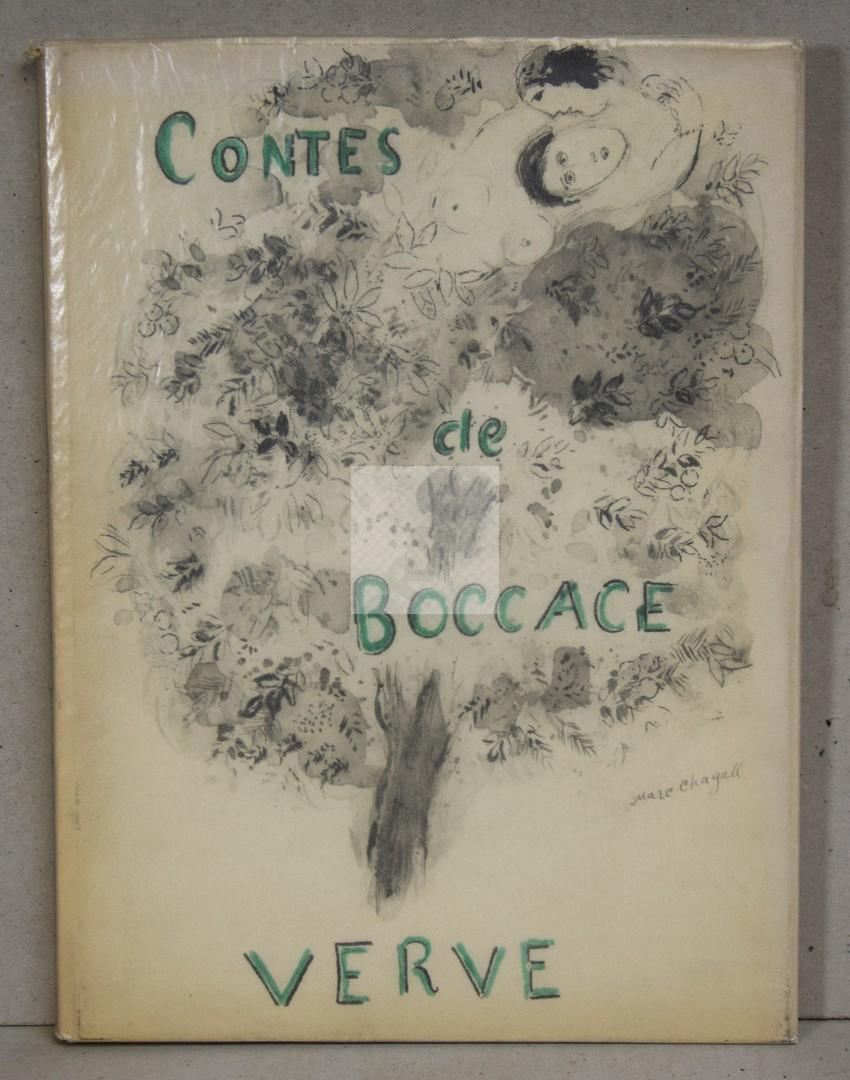 CONTES
de
BOCCACE
Marc Chagall
VERVE